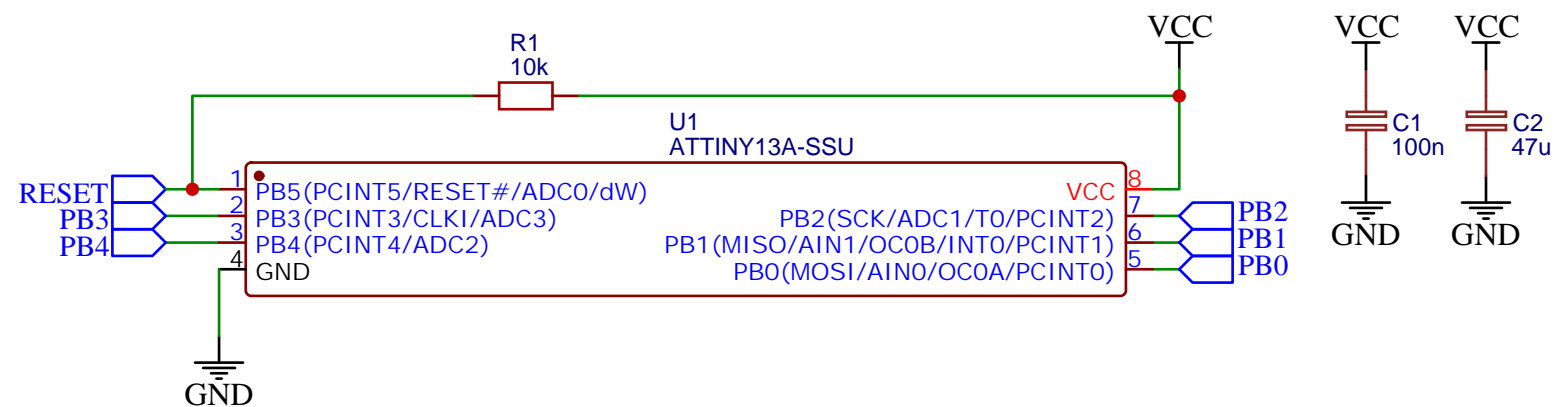 VCC
VCC
VCC
R1
10k
U1
ATTINY13A-SSU
C1
100n
C2
47u
RESET
1
PB5(PCINT5/RESET#/ADC0/dW)
VCC
8
PB3
2
PB3(PCINT3/CLKI/ADC3)
PB2(SCK/ADC1/T0/PCINT2)
7
PB2
PB4
3
PB4(PCINT4/ADC2)
PB1(MISO/AIN1/OC0B/INT0/PCINT1)
6
PB1
4
GND
PB0(MOSI/AIN0/OC0A/PCINT0)
5
PB0
GND
GND
GND